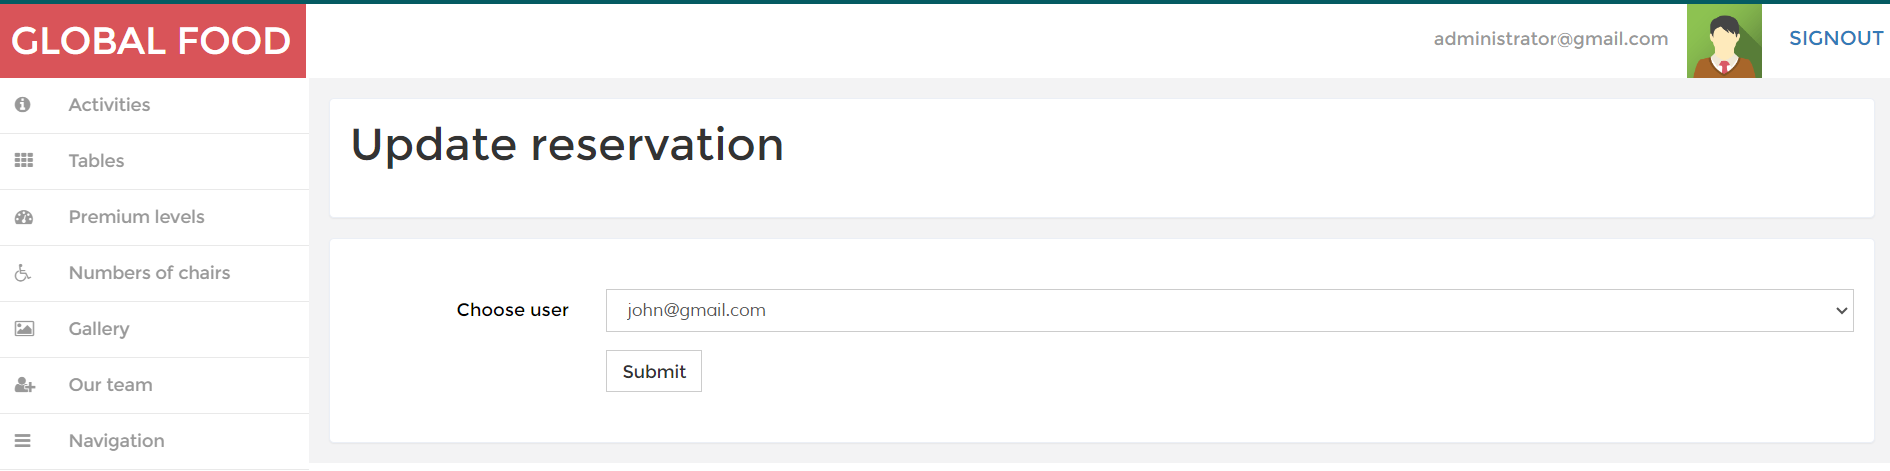 GLOBAL FOOD
administrator@gmail.com
SIGNOUT
Activities
Tables
Premium levels
Numbers of chairs
Gallery
Our team
Navigation
Update reservation
Choose user
john@gmail.com
Submit